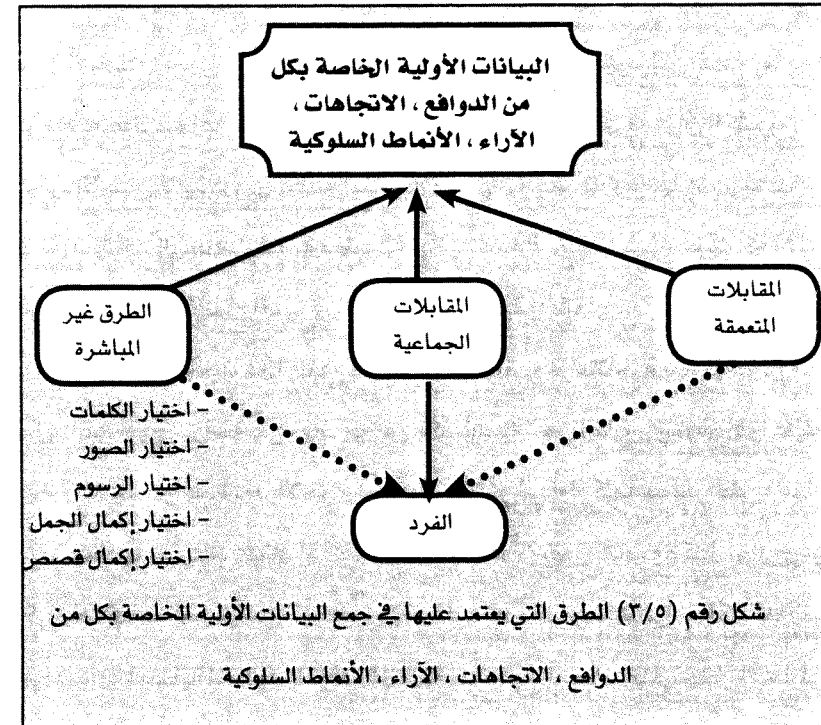 البيانات الأولية الخاصة بكل
من الدوافع ، الاتجاهات ،
الآراء ، الأنماط السلوكية
المقابلات
المتعمقة
المقابلات
الجماعية
الطرق غير
المباشرة
- اختيار الكلمات
- اختيار الصور
- اختيار الرسوم
- اختيار إكمال الجمل
- اختيار إكمال قصص
الفرد
شكل رقم (٣/٥) الطرق التي يعتمد عليها في جمع البيانات الأولية الخاصة بكل من
الدوافع ، الاتجاهات ، الآراء ، الأنماط السلوكية